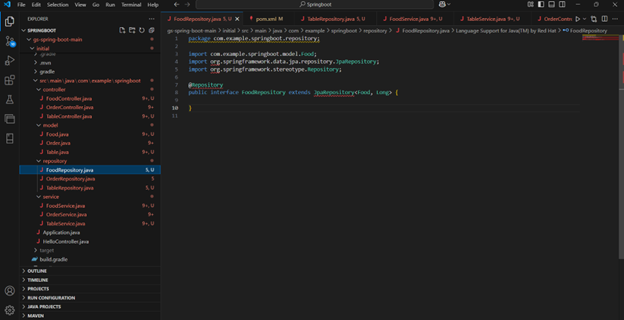 File Edit Selection View Go Run Terminal Help
Springboot
EXPLORER
SPRINGBOOT
gs-spring-boot-main
initial
.gradle
.mvn
gradle
src\main\java\com\example\springboot
controller
FoodController.java 9+, U
OrderController.java 9+
TableController.java 9+, U
model
Food.java 9+, U
Order.java 9+
Table.java 9+, U
repository
FoodRepository.java 5, U
OrderRepository.java 5
TableRepository.java 5, U
service
FoodService.java 9+, U
OrderService.java 9+
TableService.java 9+, U
Application.java
HelloController.java
target
build.gradle
OUTLINE
TIMELINE
PROJECTS
RUN CONFIGURATION
JAVA PROJECTS
MAVEN
FoodRepository.java 5, U
pom.xml M
TableRepository.java 5, U
FoodService.java 9+, U
TableService.java 9+, U
OrderContro
gs-spring-boot-main > initial > src > main > java > com > example > springboot > repository > FoodRepository.java > Language Support for Java(TM) by Red Hat > FoodRepository
1 package com.example.springboot.repository;
2
3 import com.example.springboot.model.Food;
4 import org.springframework.data.jpa.repository.JpaRepository;
5 import org.springframework.stereotype.Repository;
6
7 @Repository
8 public interface FoodRepository extends JpaRepository<Food, Long> {
9
10 }
11